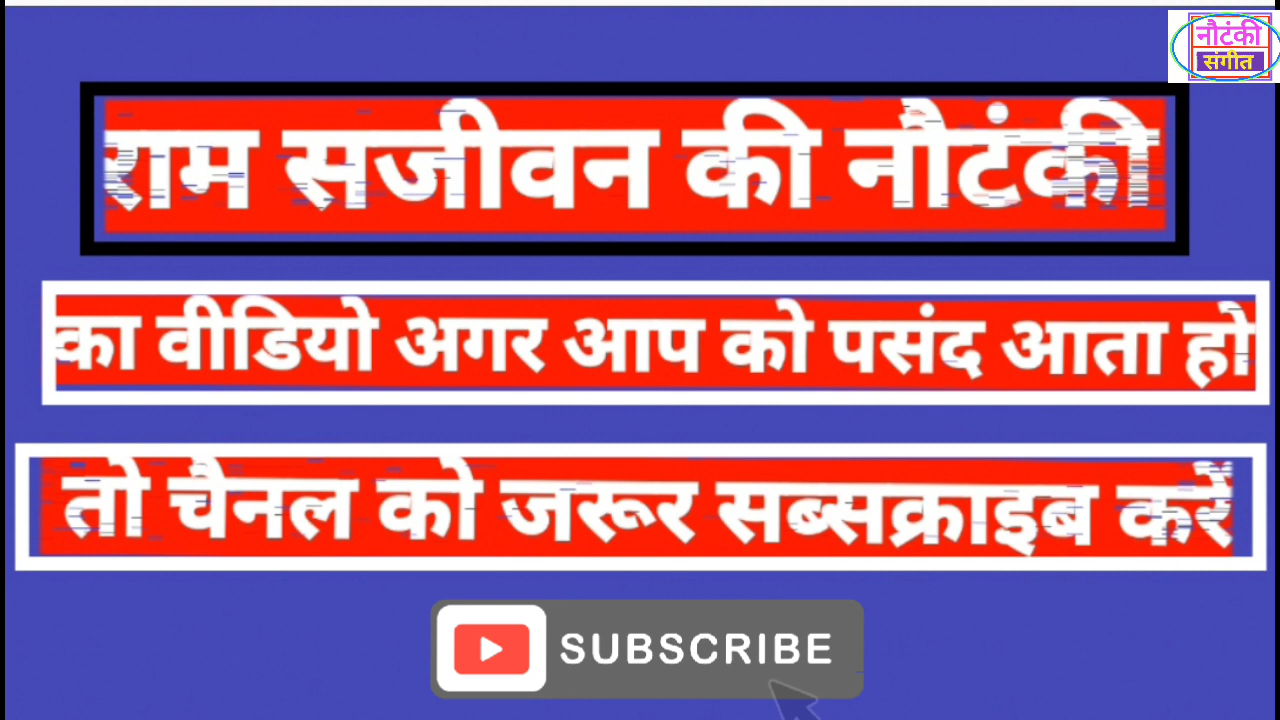 नौटंकी
संगीत
राम सजीवन की नौटंकी
का वीडियो अगर आप को पसंद आता हो
तो चैनल को जरूर सब्सक्राइब करें
SUBSCRIBE